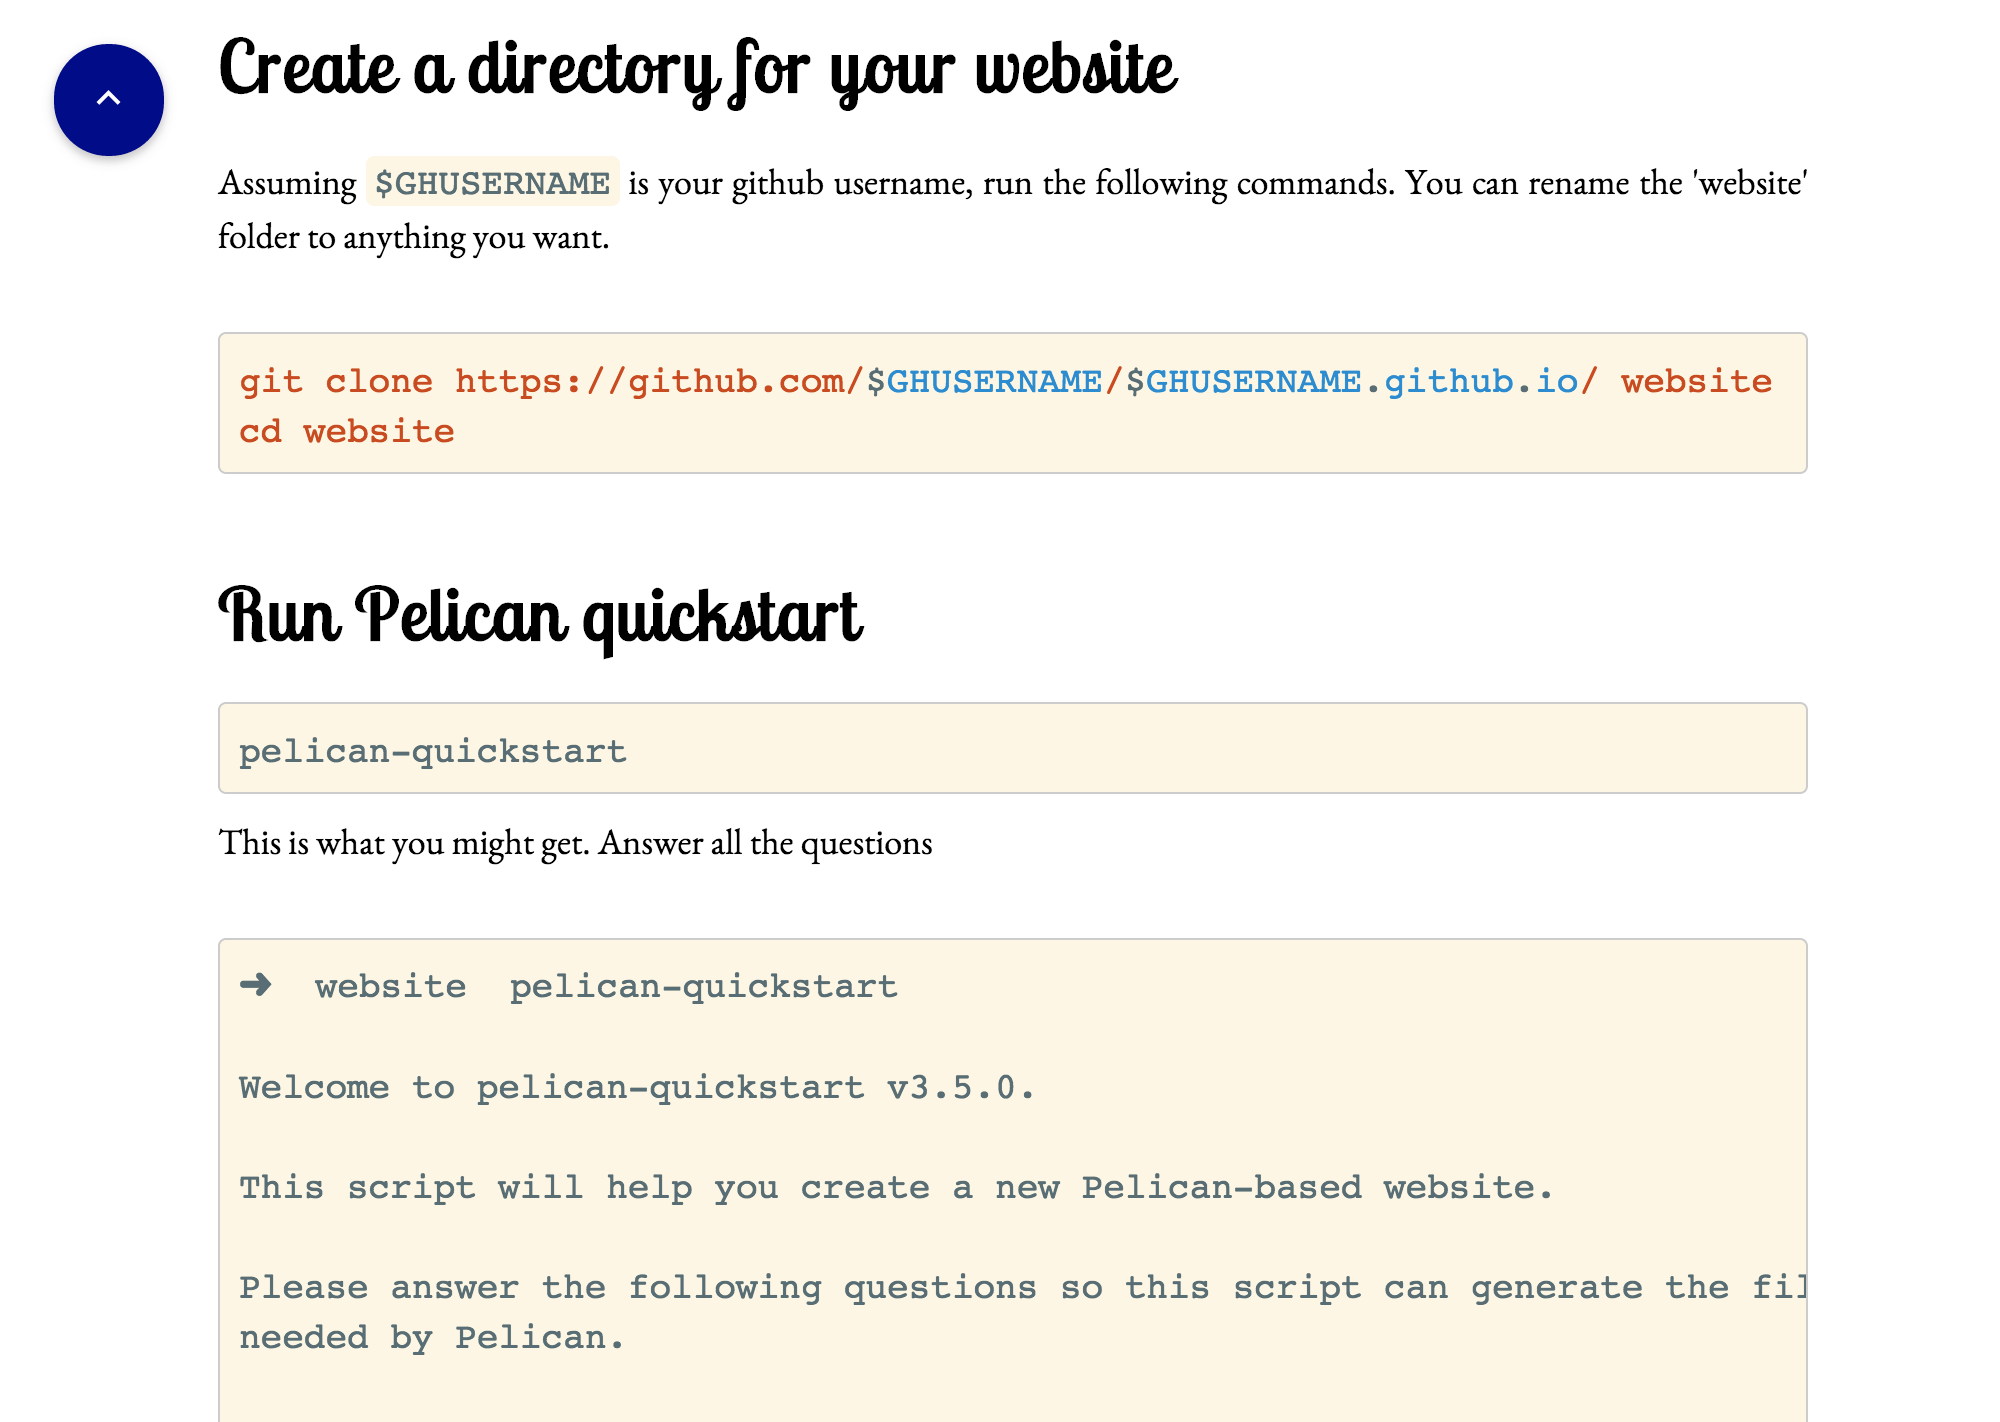 Create a directory for your website
Assuming $GHUSERNAME is your github username, run the following commands. You can rename the 'website'
folder to anything you want.
git clone https://github.com/$GHUSERNAME/$GHUSERNAME.github.io/ website
cd website
Run Pelican quickstart
pelican-quickstart
This is what you might get. Answer all the questions
➜  website  pelican-quickstart
Welcome to pelican-quickstart v3.5.0.
This script will help you create a new Pelican-based website.
Please answer the following questions so this script can generate the
needed by Pelican.